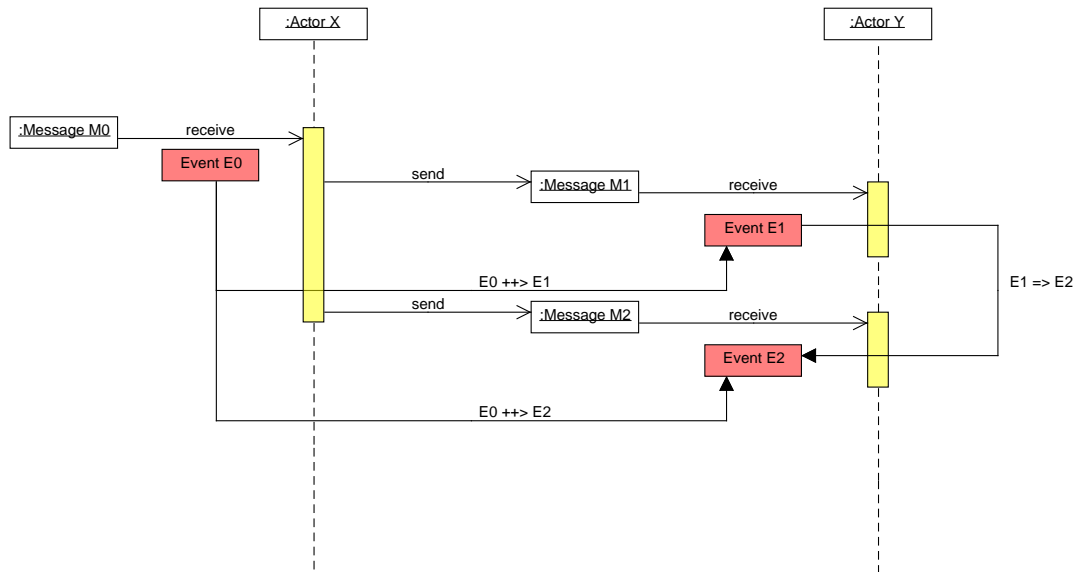 :Actor X
:Actor Y
:Message M0
receive
Event E0
send
:Message M1
receive
Event E1
E0 ++> E1
E1 => E2
send
:Message M2
receive
Event E2
E0 ++> E2